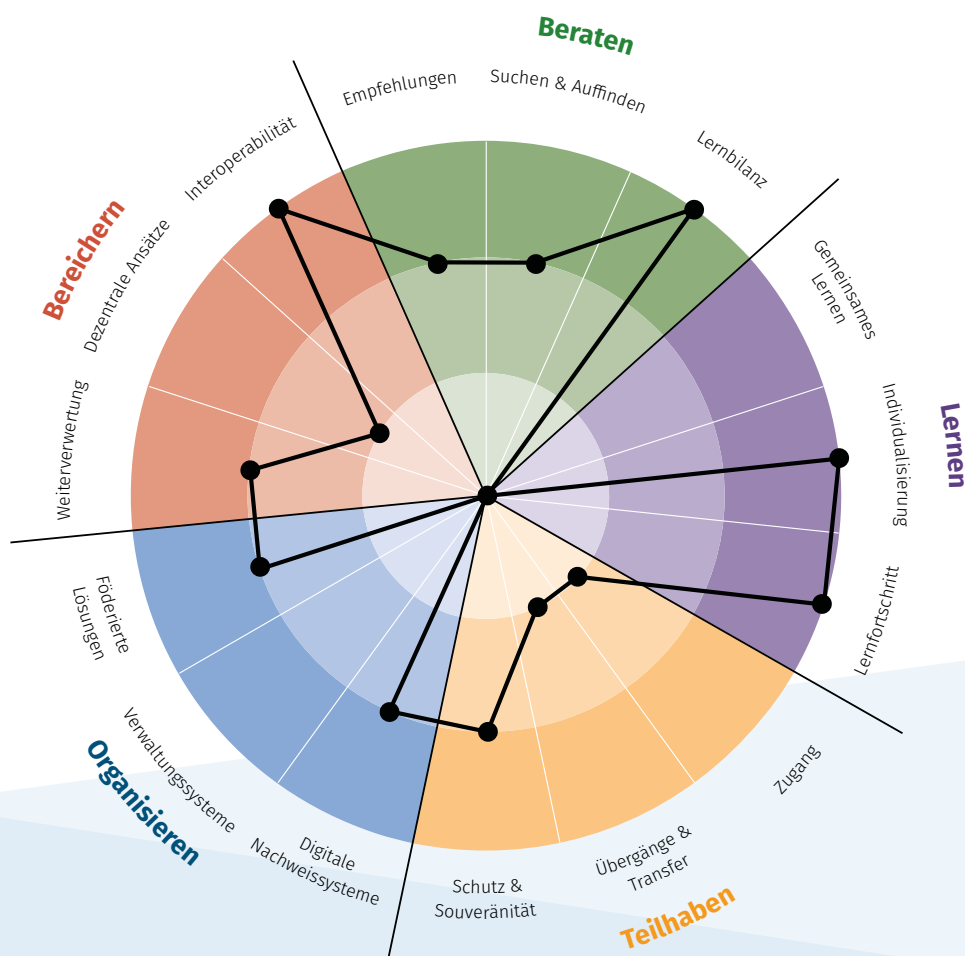 Beraten
Empfehlungen
Suchen & Auffinden
Lernbilanz
Lernen
Gemeinsames
Lernen
Individualisierung
Lernfortschritt
Teilhaben
Zugang
Übergänge &
Transfer
Schutz &
Souveränität
Organisieren
Digitale
Nachweissysteme
Verwaltungssysteme
Föderierte
Lösungen
Bereichern
Weiterverwertung
Dezentrale Ansätze
Interoperabilität